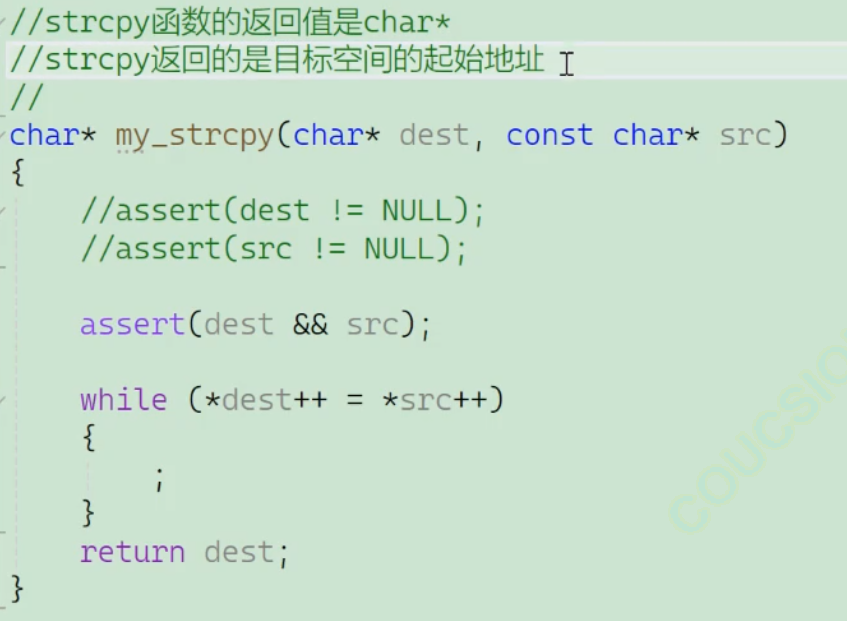 //strcpy函数的返回值是char*
//strcpy返回的是目标空间的起始地址
//
char* my_strcpy(char* dest, const char* src)
{
    //assert(dest != NULL);
    //assert(src != NULL);
    assert(dest && src);
    while (*dest++ = *src++)
    {
        ;
    }
    return dest;
}
COUCSIO